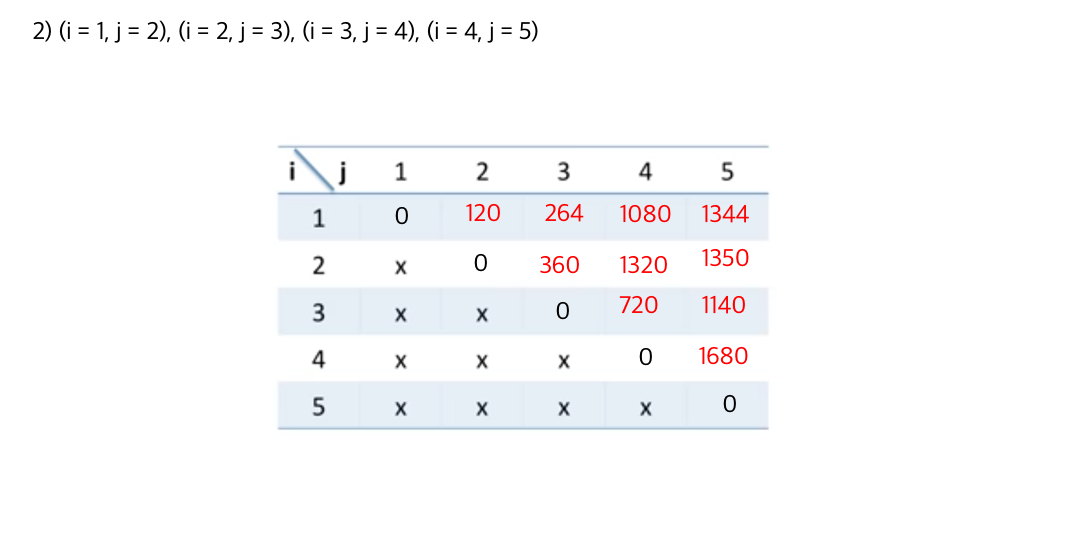 2) (i = 1, j = 2), (i = 2, j = 3), (i = 3, j = 4), (i = 4, j = 5)
i j 1 2 3 4 5
1 0 120 264 1080 1344
2 x 0 360 1320 1350
3 x x 0 720 1140
4 x x x 0 1680
5 x x x x 0